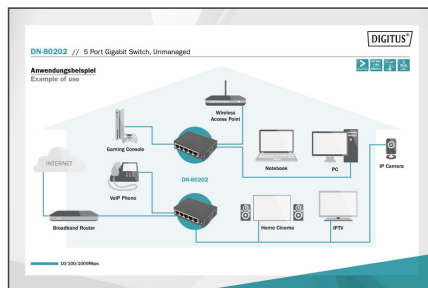 DIGITUS®
DN-80202 // 5 Port Gigabit Switch, Unmanaged
Anwendungsbeispiel
Example of use
Wireless
Access Point
Gaming Console
INTERNET
Notebook
PC
IP Camera
DN-80202
VoIP Phone
Broadband Router
Home Cinema
IPTV
10/100/1000Mbps